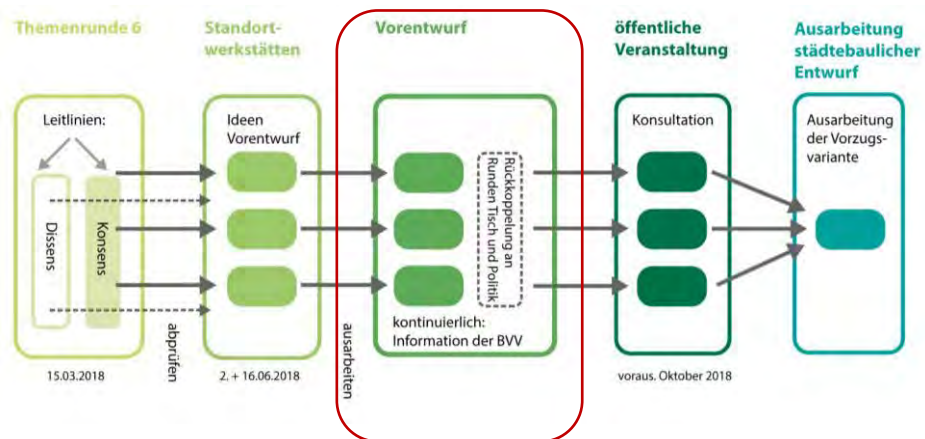 Themenrunde 6
Standort-
werkstätten
Vorentwurf
öffentliche
Veranstaltung
Ausarbeitung
städtebaulicher
Entwurf
Leitlinien:
Dissens
Konsens
15.03.2018
abprüfen
Ideen
Vorentwurf
2. + 16.06.2018
ausarbeiten
Rückkoppelung an
Runden Tisch und Politik
kontinuierlich:
Information der BVV
Konsultation
voraus. Oktober 2018
Ausarbeitung
der Vorzugs-
variante